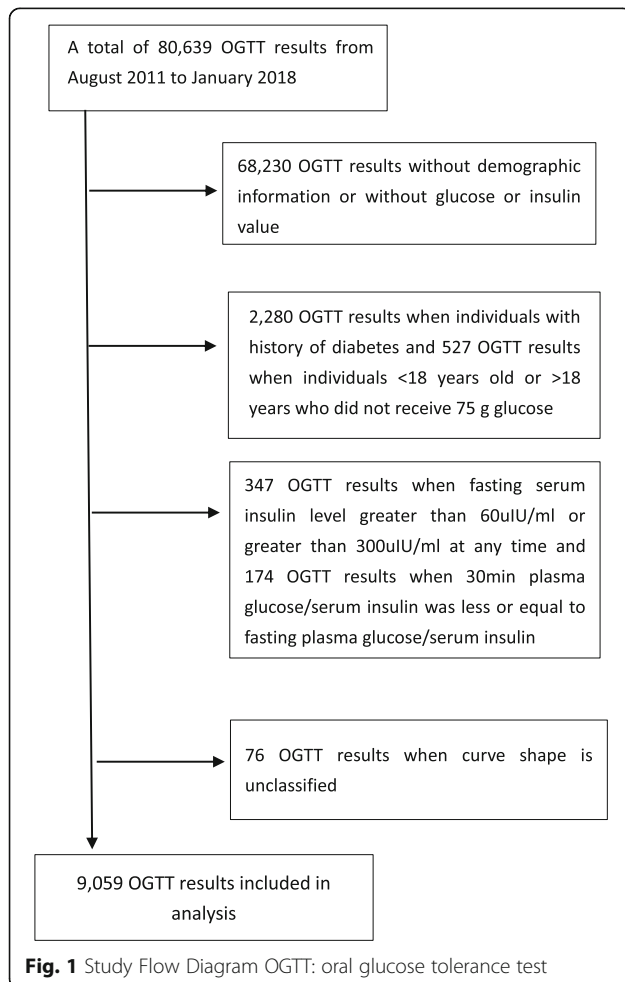 A total of 80,639 OGTT results from
August 2011 to January 2018
68,230 OGTT results without demographic
information or without glucose or insulin
value
2,280 OGTT results when individuals with
history of diabetes and 527 OGTT results
when individuals <18 years old or >18
years who did not receive 75 g glucose
347 OGTT results when fasting serum
insulin level greater than 60uIU/ml or
greater than 300uIU/ml at any time and
174 OGTT results when 30min plasma
glucose/serum insulin was less or equal to
fasting plasma glucose/serum insulin
76 OGTT results when curve shape is
unclassified
9,059 OGTT results included in
analysis
Fig. 1 Study Flow Diagram OGTT: oral glucose tolerance test